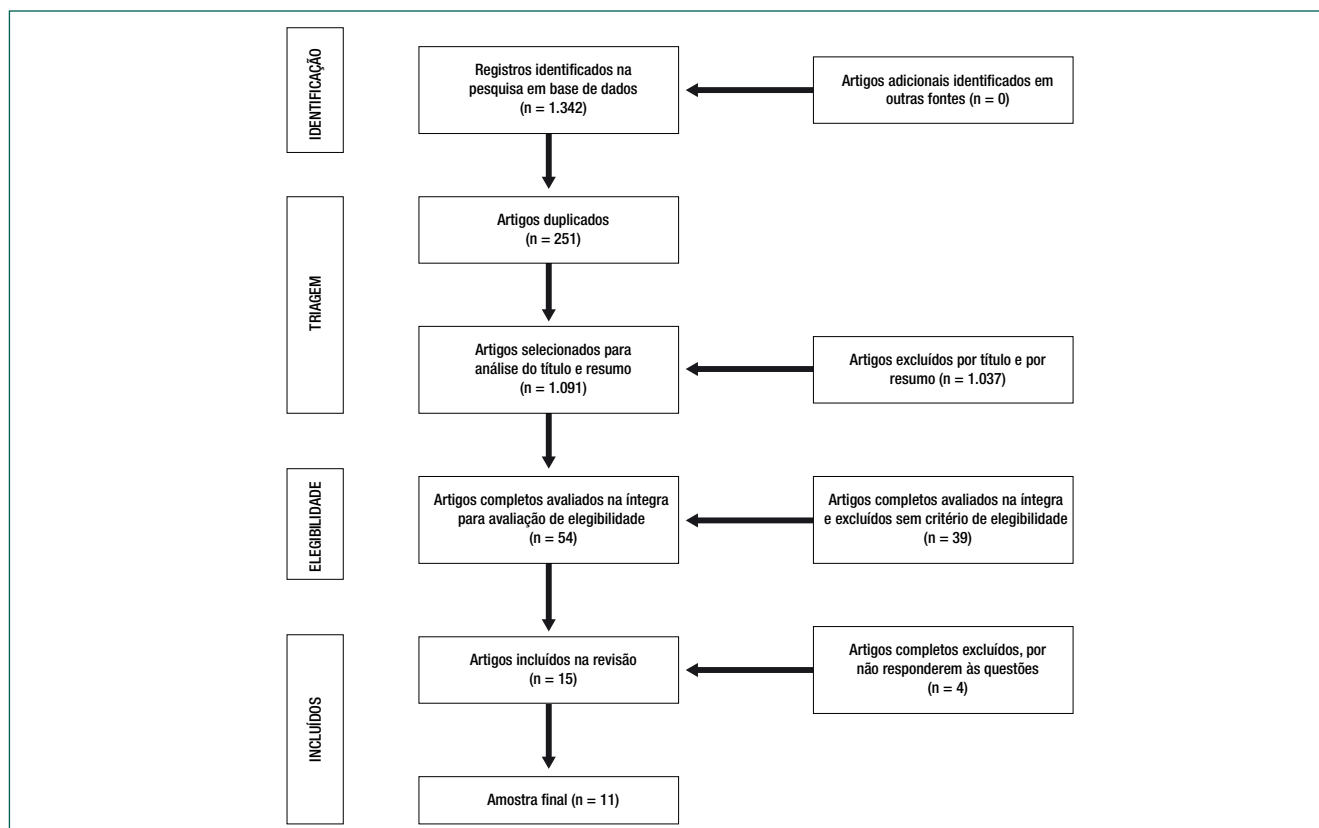 IDENTIFICAÇÃO
Registros identificados na
pesquisa em base de dados
(n = 1.342)
Artigos adicionais identificados em
outras fontes (n = 0)
TRIAGEM
Artigos duplicados
(n = 251)
Artigos selecionados para
análise do título e resumo
(n = 1.091)
Artigos excluídos por título e por
resumo (n = 1.037)
ELEGIBILIDADE
Artigos completos avaliados na íntegra
para avaliação de elegibilidade
(n = 54)
Artigos completos avaliados na íntegra
e excluídos sem critério de elegibilidade
(n = 39)
INCLUÍDOS
Artigos incluídos na revisão
(n = 15)
Artigos completos excluídos, por
não responderem às questões
(n = 4)
Amostra final (n = 11)